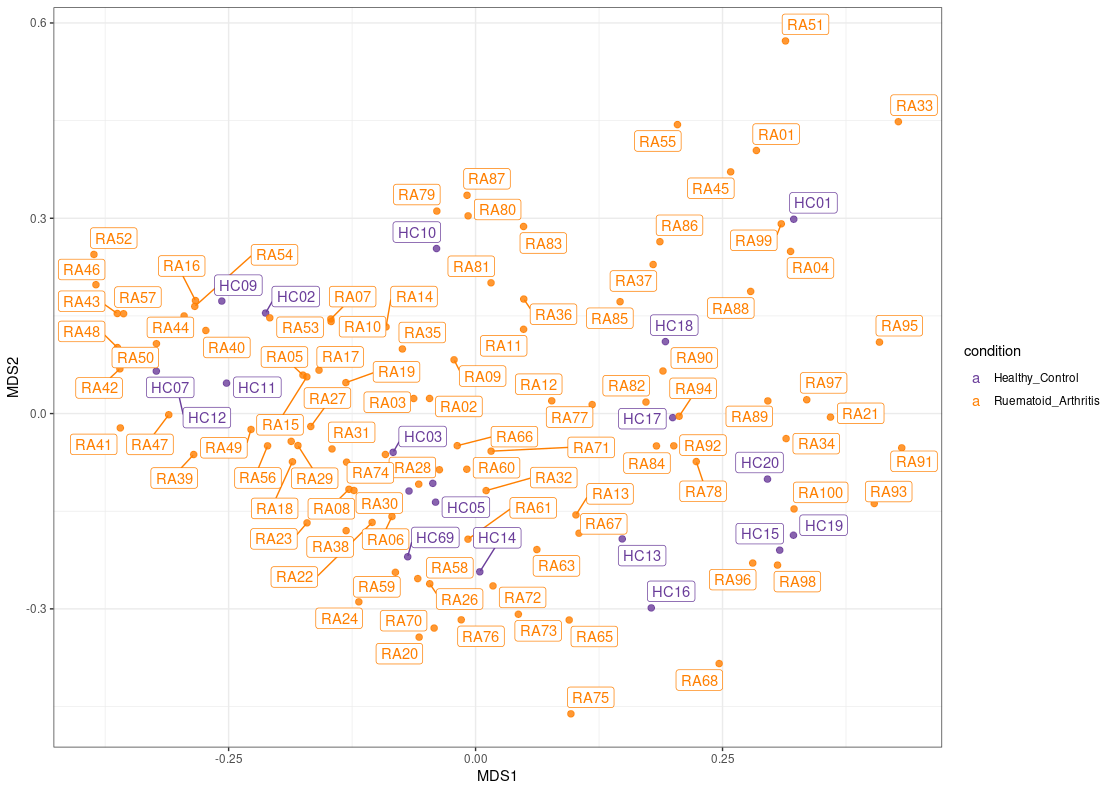 0.6
RA51
RA33
RA55
RA01
RA87
RA45
RA79
RA80
HC01
0.3
HC10
RA86
RA99
RA52
RA83
RA54
RA16
RA81
RA04
RA46
RA37
HC09
RA43
RA57
HC02
RA07
RA14
RA88
RA36
RA85
RA44
RA53
RA10
HC18
RA95
RA48
RA35
RA40
RA11
RA50
RA05
RA17
RA90
RA19
RA09
condition
Healthy_Control
Ruematoid_Arthritis
RA42
HC07
HC11
RA12
RA82
RA94
RA97
RA27
RA03
RA02
MDS2
0.0
HC12
RA77
HC17
RA89
RA21
RA15
RA31
HC03
RA66
RA41
RA47
RA49
RA71
RA92
RA34
RA74
RA28
RA60
RA84
HC20
RA91
RA39
RA56
RA29
RA32
RA78
RA13
RA100
RA93
RA18
RA08
RA30
HC05
RA61
RA67
HC15
HC19
RA23
RA38
RA06
HC69
HC14
HC13
RA63
RA22
RA58
RA59
RA96
RA98
HC16
-0.3
RA24
RA26
RA72
RA70
RA76
RA73
RA65
RA20
RA68
RA75
-0.25
0.00
0.25
MDS1